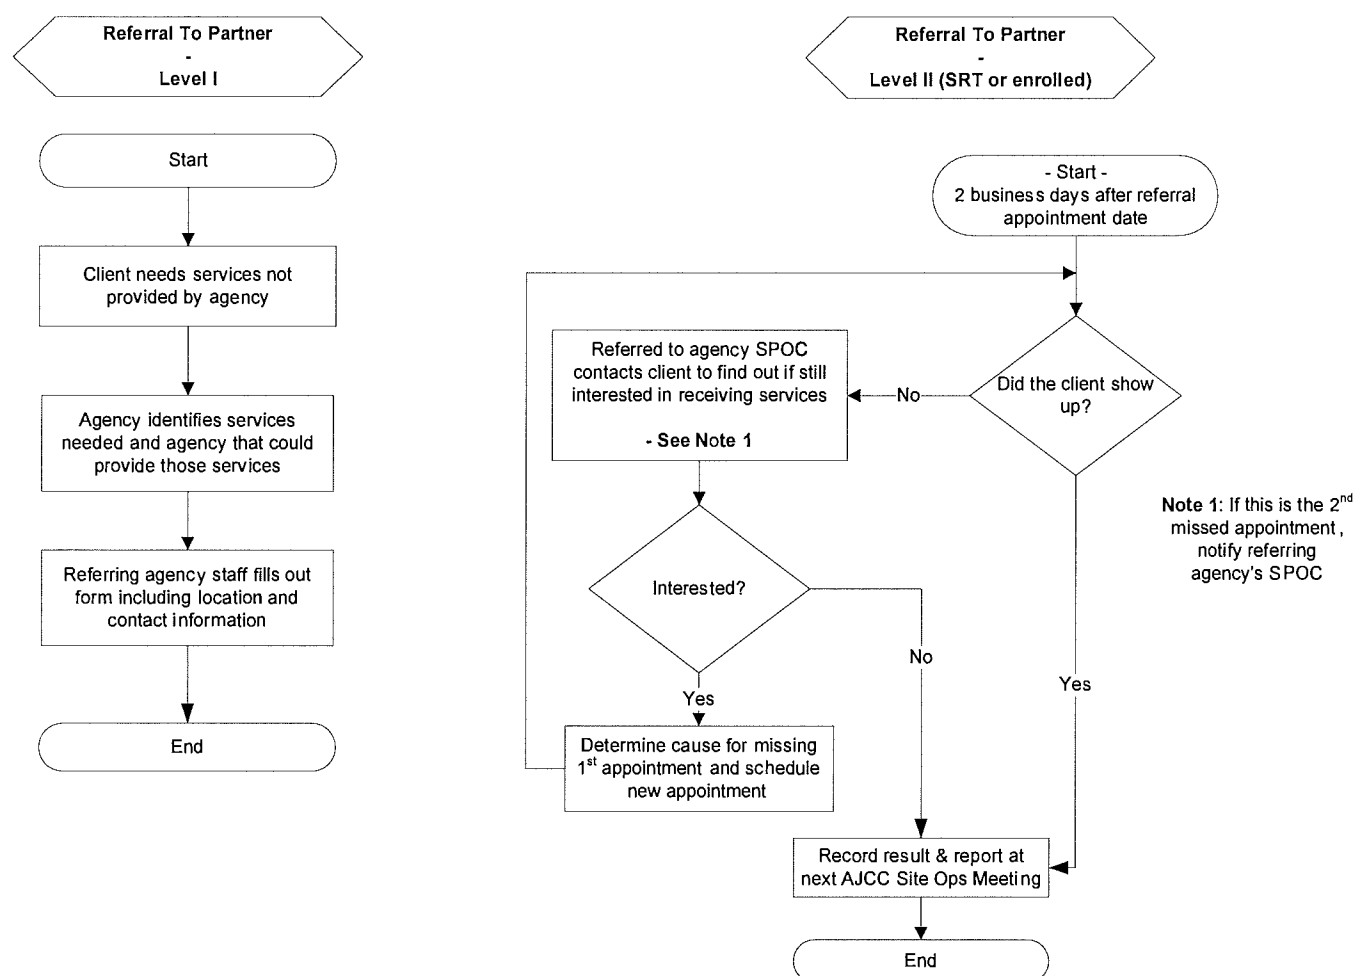 Referral To Partner
-
Level I
Start
Client needs services not
provided by agency
Agency identifies services
needed and agency that could
provide those services
Referring agency staff fills out
form including location and
contact information
End
Referral To Partner
-
Level II (SRT or enrolled)
- Start -
2 business days after referral
appointment date
Did the client show
up?
No
Referred to agency SPOC
contacts client to find out if still
interested in receiving services
- See Note 1
Interested?
Yes
Determine cause for missing
1st appointment and schedule
new appointment
No
Yes
Note 1: If this is the 2nd
missed appointment,
notify referring
agency's SPOC
Record result & report at
next AJCC Site Ops Meeting
End